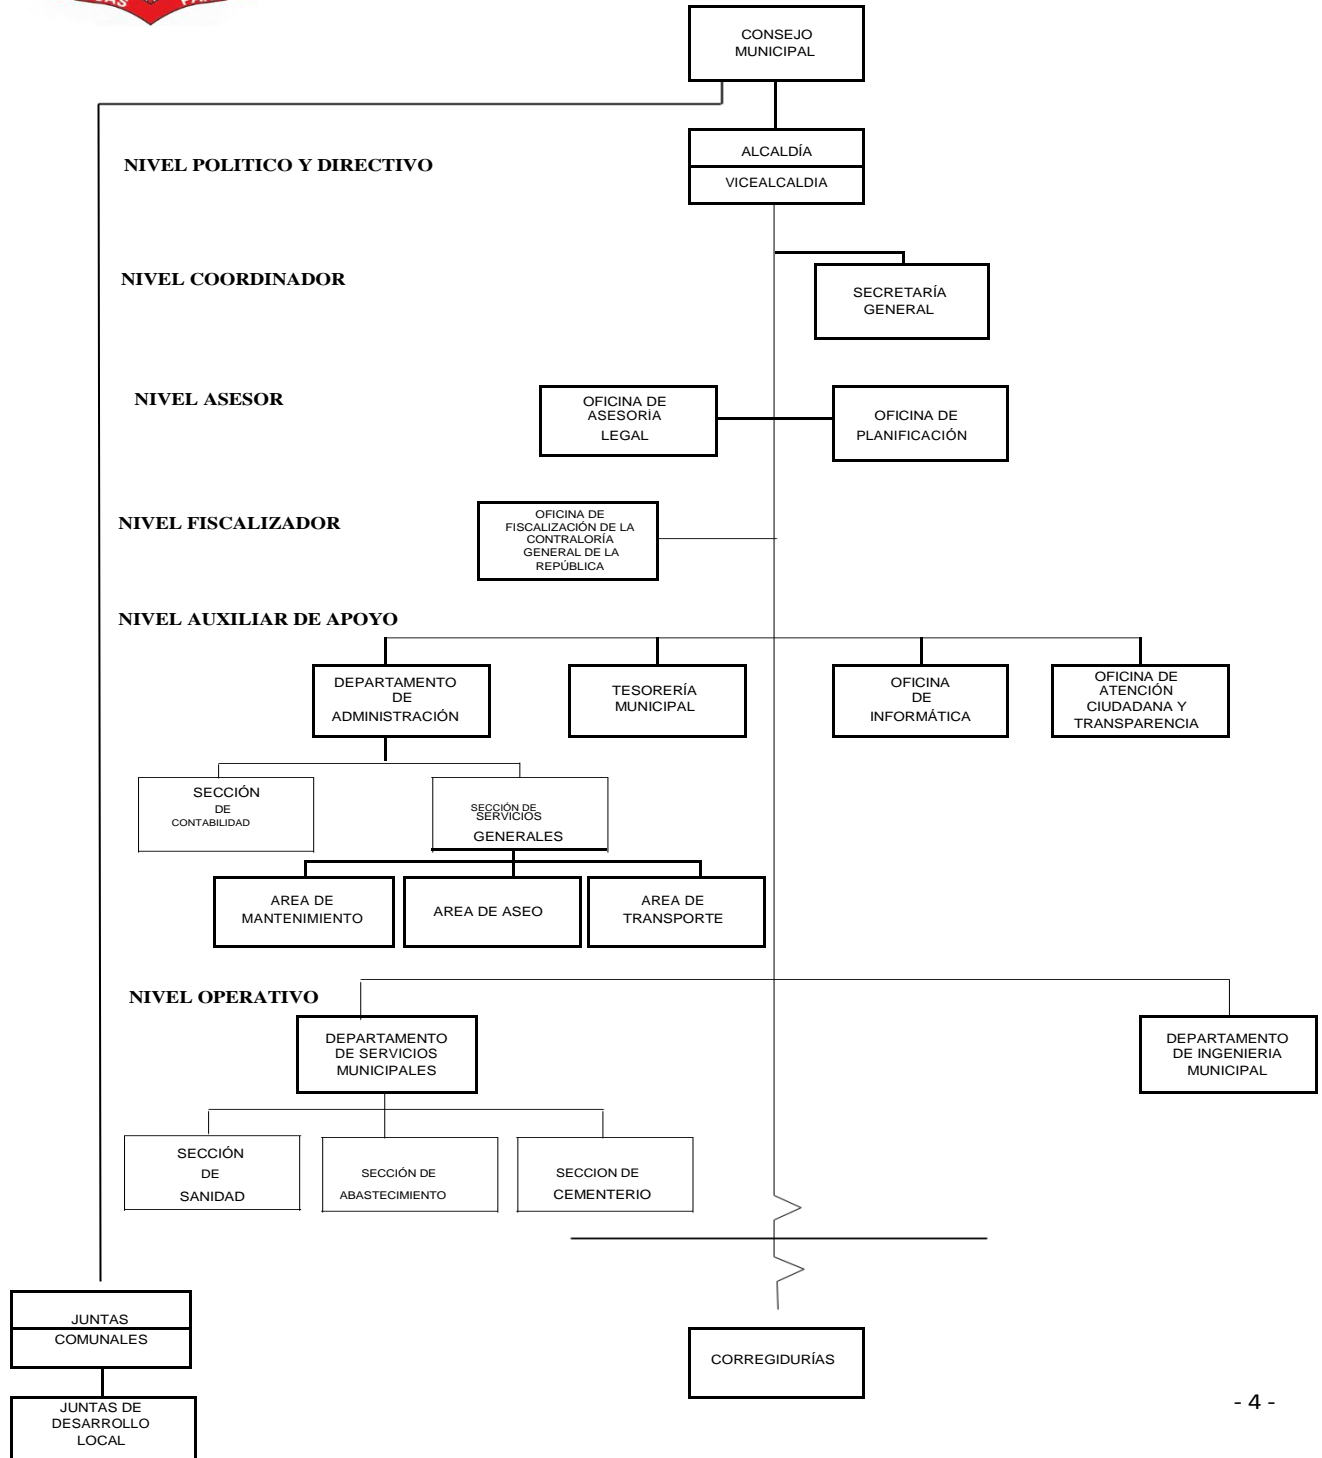 CONSEJO
MUNICIPAL
NIVEL POLITICO Y DIRECTIVO
ALCALDÍA
VICEALCALDIA
NIVEL COORDINADOR
SECRETARÍA
GENERAL
NIVEL ASESOR
OFICINA DE
ASESORÍA
LEGAL
OFICINA DE
PLANIFICACIÓN
NIVEL FISCALIZADOR
OFICINA DE
FISCALIZACIÓN DE LA
CONTRALORÍA
GENERAL DE LA
REPÚBLICA
NIVEL AUXILIAR DE APOYO
DEPARTAMENTO
DE
ADMINISTRACIÓN
TESORERÍA
MUNICIPAL
OFICINA
DE
INFORMÁTICA
OFICINA DE
ATENCIÓN
CIUDADANA Y
TRANSPARENCIA
SECCIÓN
DE
CONTABILIDAD
SECCIÓN DE
SERVICIOS
GENERALES
AREA DE
MANTENIMIENTO
AREA DE ASEO
AREA DE
TRANSPORTE
NIVEL OPERATIVO
DEPARTAMENTO
DE SERVICIOS
MUNICIPALES
DEPARTAMENTO
DE INGENIERIA
MUNICIPAL
SECCIÓN
DE
SANIDAD
SECCIÓN DE
ABASTECIMIENTO
SECCION DE
CEMENTERIO
JUNTAS
COMUNALES
CORREGIDURÍAS
JUNTAS DE
DESARROLLO
LOCAL
- 4 -